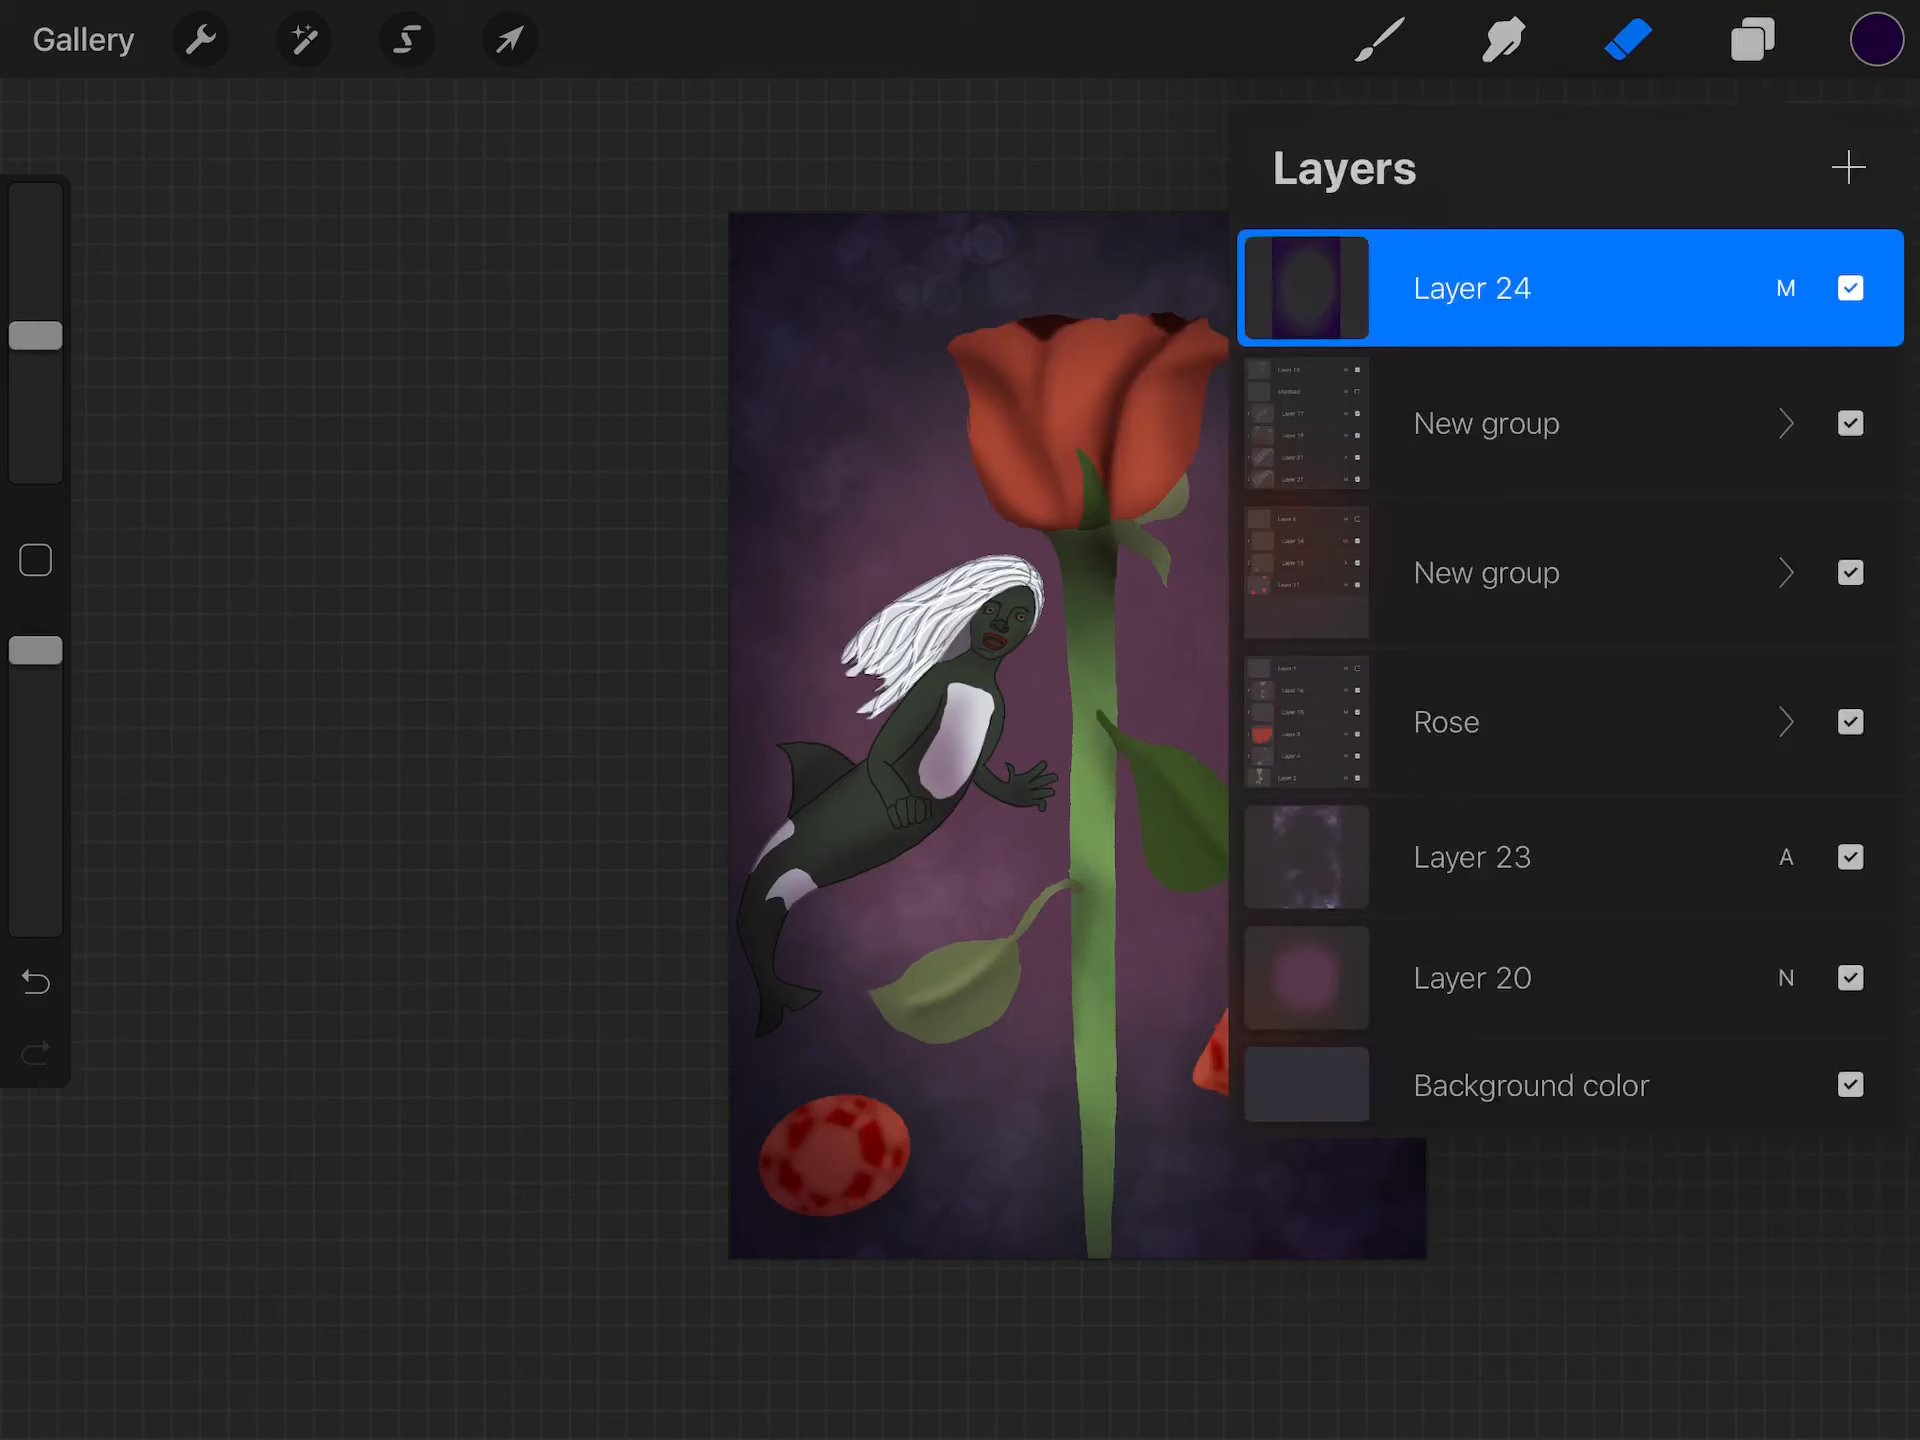 Gallery
Layers
Layer 24 M
New group
New group
Rose
Layer 23 A
Layer 20 N
Background color